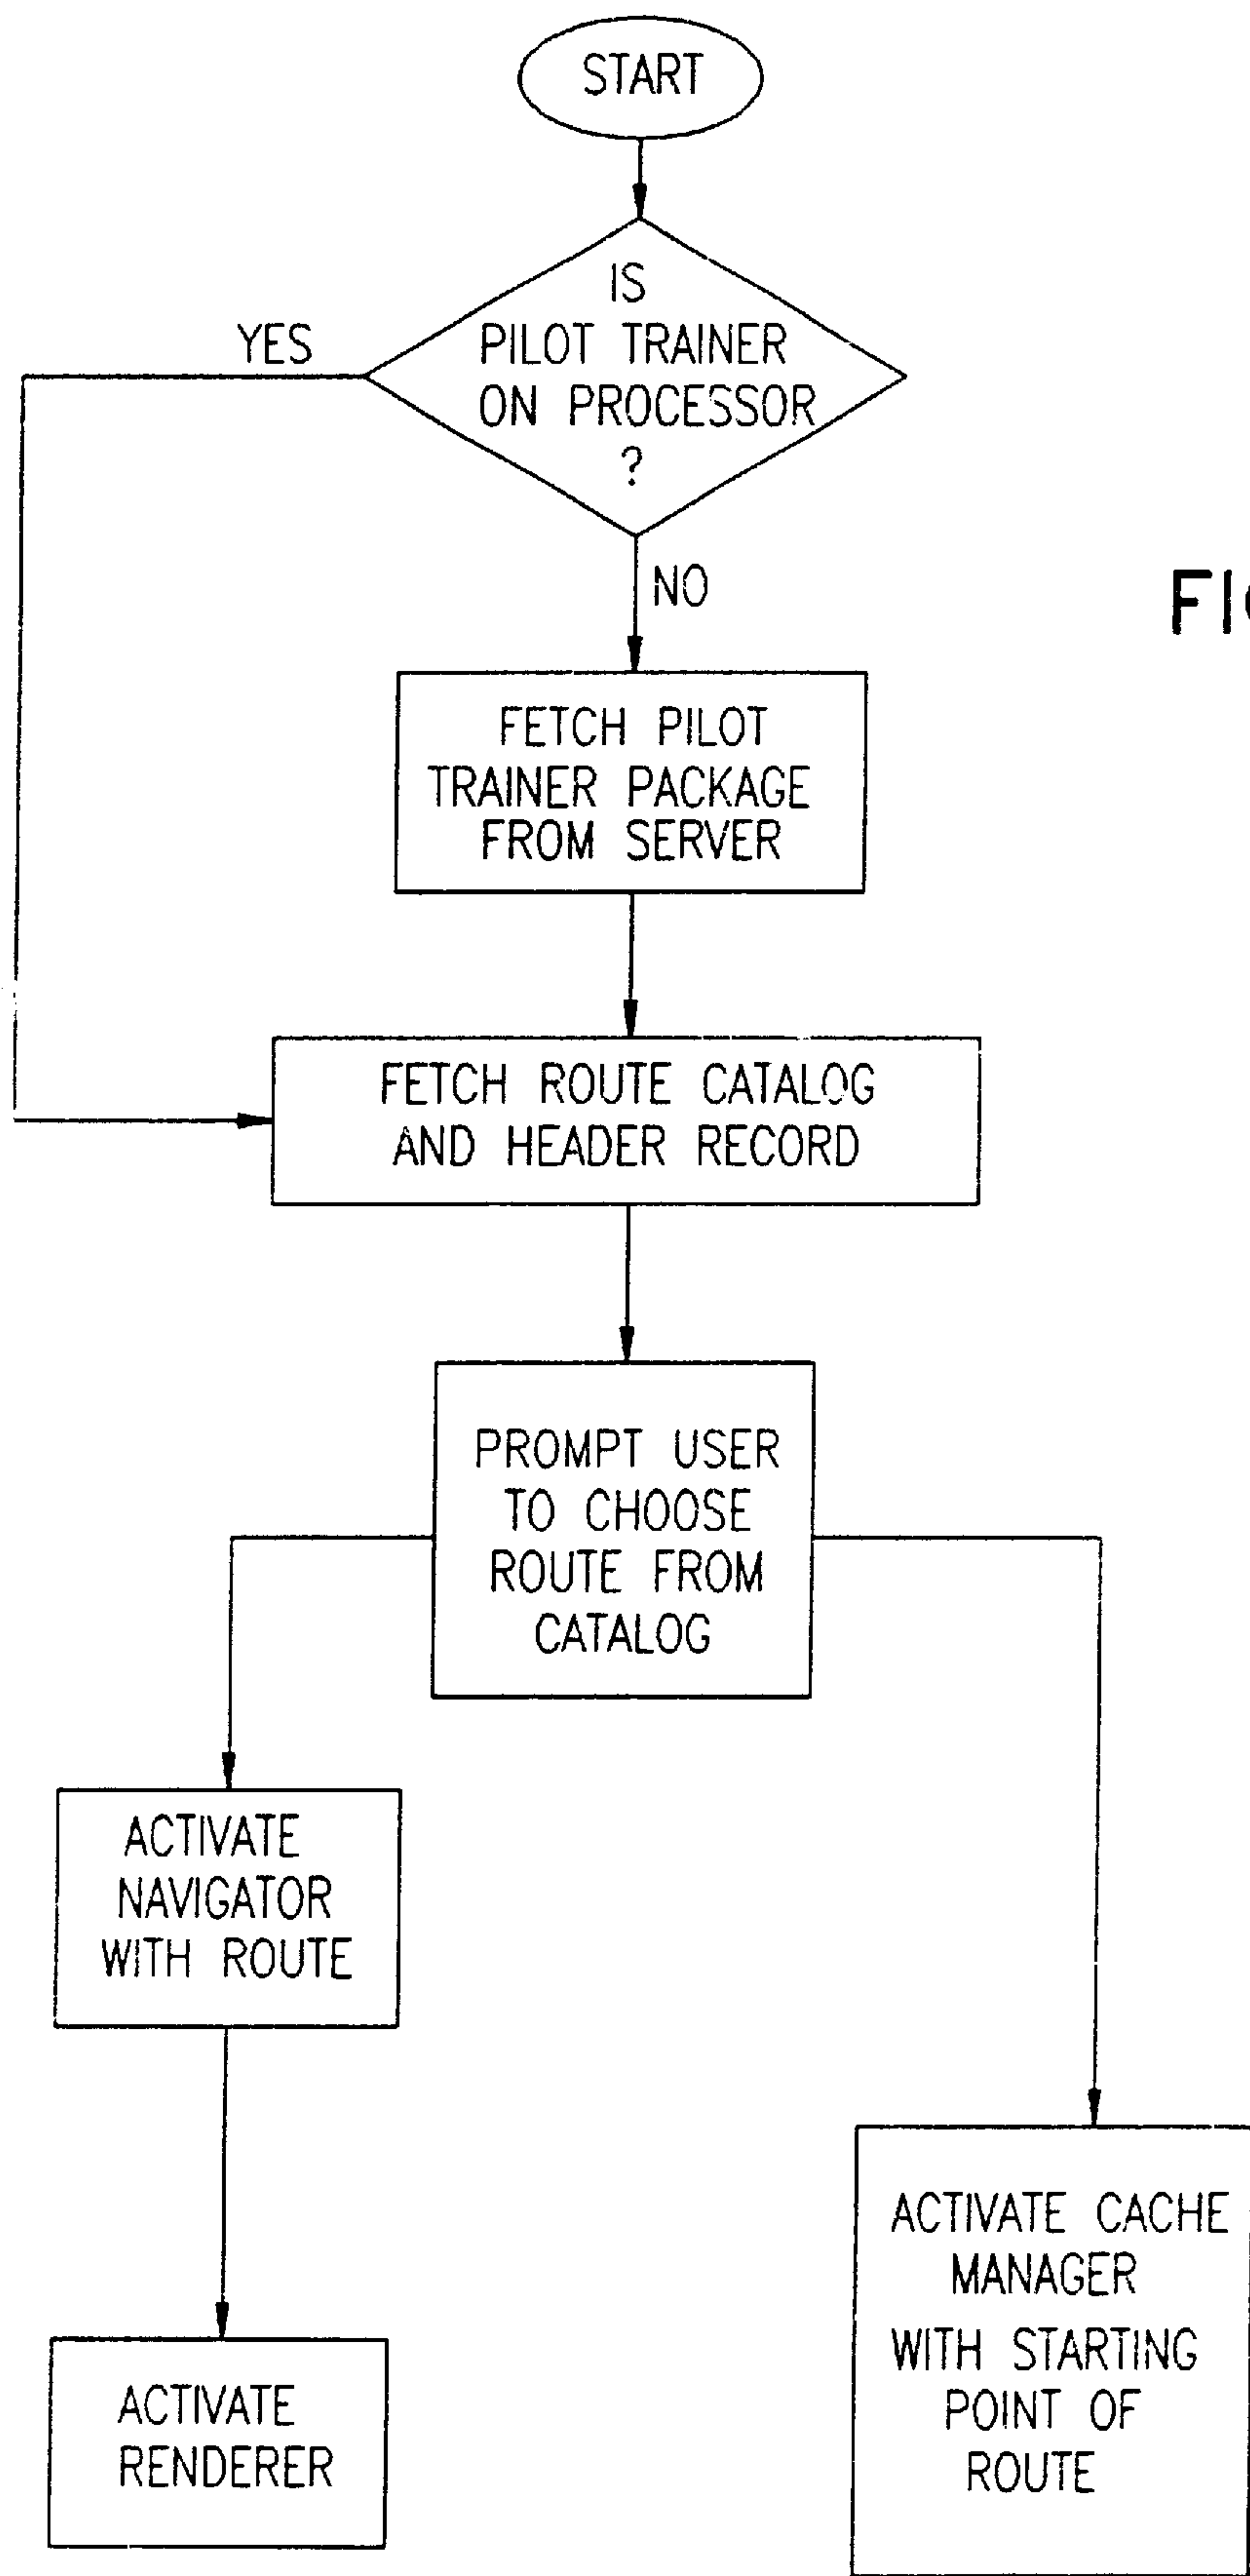 START
IS
PILOT TRAINER
ON PROCESSOR
?
YES
NO
FETCH PILOT
TRAINER PACKAGE
FROM SERVER
FETCH ROUTE CATALOG
AND HEADER RECORD
PROMPT USER
TO CHOOSE
ROUTE FROM
CATALOG
ACTIVATE
NAVIGATOR
WITH ROUTE
ACTIVATE
RENDERER
ACTIVATE CACHE
MANAGER
WITH STARTING
POINT OF
ROUTE